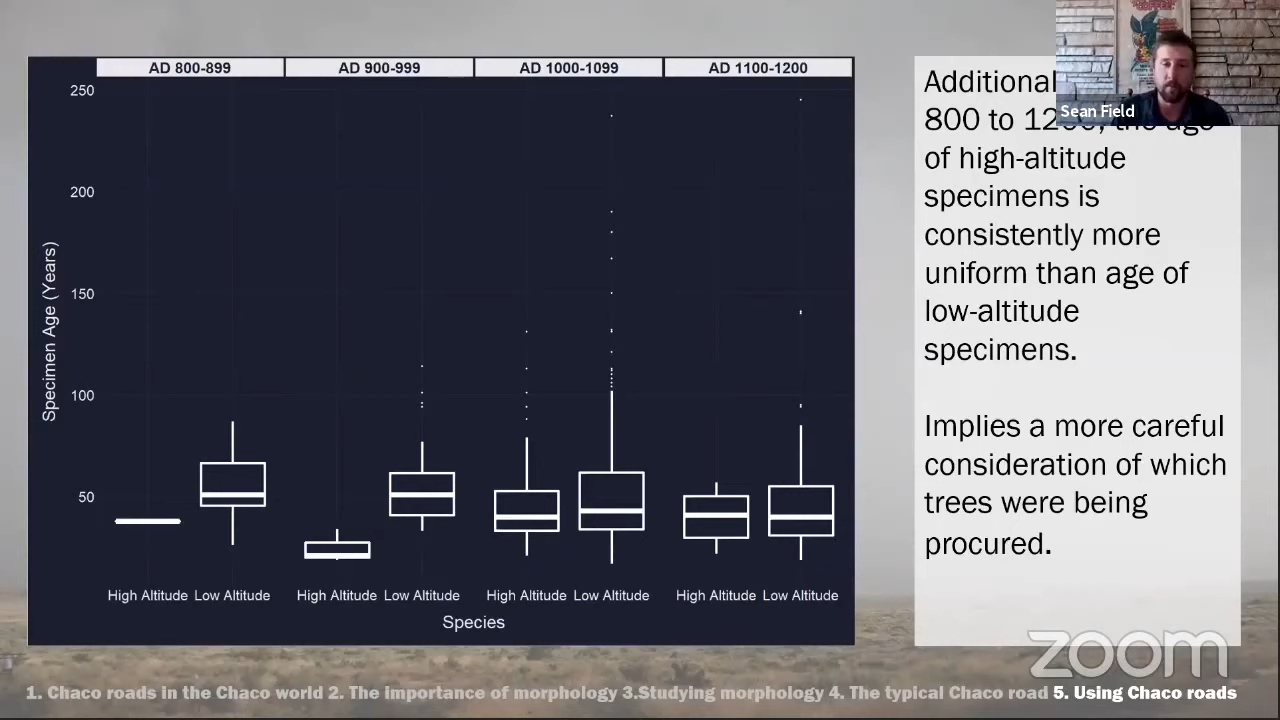 AD 800-899 AD 900-999 AD 1000-1099 AD 1100-1200
250
200
150
100
50
Specimen Age (Years)
High Altitude Low Altitude High Altitude Low Altitude High Altitude Low Altitude High Altitude Low Altitude
Species
Additional
800 to age
of high-altitude
specimens is
consistently more
uniform than age of
low-altitude
specimens.
Implies a more careful
consideration of which
trees were being
procured.
Sean Field
zoom
1. Chaco roads in the Chaco world 2. The importance of morphology 3.Studying morphology 4. The typical Chaco road 5. Using Chaco roads